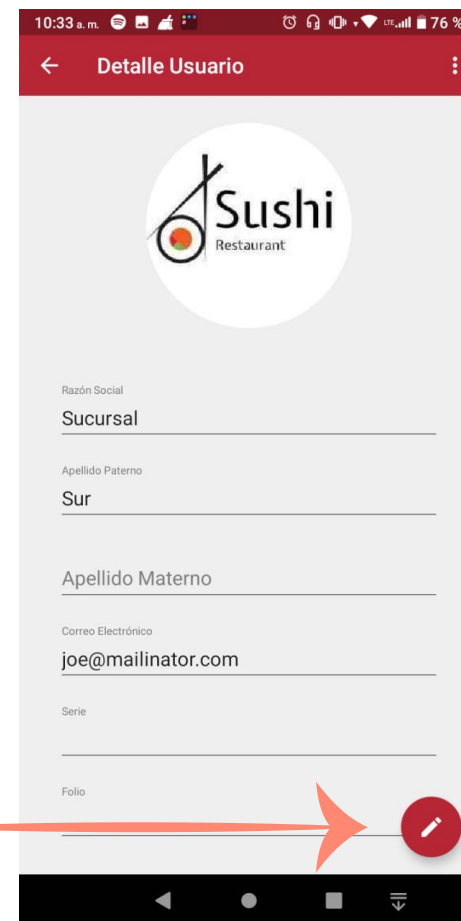 10:33 a. m. LTE 76 %
Detalle Usuario
Sushi
Restaurant
Razón Social
Sucursal
Apellido Paterno
Sur
Apellido Materno
Correo Electrónico
joe@mailinator.com
Serie
Folio